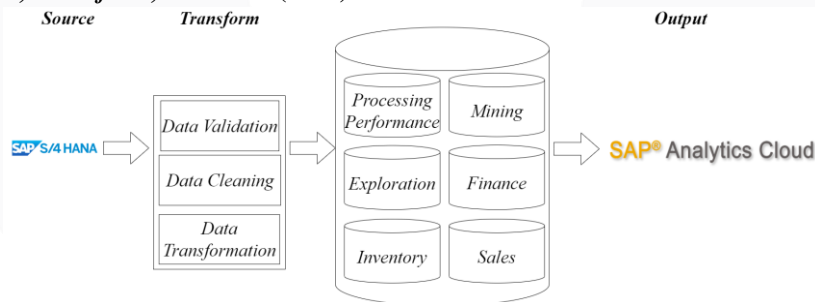 Source
Transform
Output
SAP S/4 HANA
Data Validation
Data Cleaning
Data
Transformation
Processing
Performance
Mining
Exploration
Finance
Inventory
Sales
SAP® Analytics Cloud